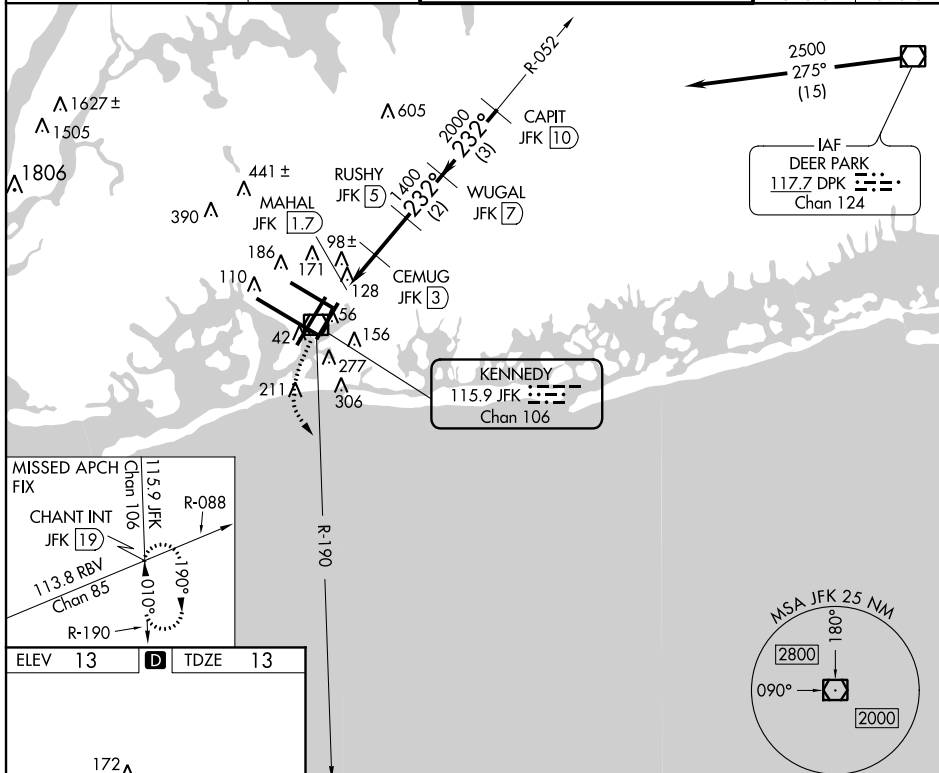 R-052
2500
275°
(15)
1627±
1505
605
CAPIT
JFK 10
2000
232°
(3)
IAF
DEER PARK
117.7 DPK
Chan 124
1806
441±
RUSHY
JFK 5
1400
232°
(2)
WUGAL
JFK 7
MAHAL
JFK 1.7
390
98±
186
171
CEMUG
JFK 3
110
128
56
42
156
277
211
306
KENNEDY
115.9 JFK
Chan 106
R-190
MISSED APCH
FIX
Chan 106
115.9 JFK
CHANT INT
JFK 19
R-088
113.8 RBV
Chan 85
010°
190°
R-190
MSA JFK 25 NM
180°
2800
090°
2000
ELEV 13
D
TDZE 13
172